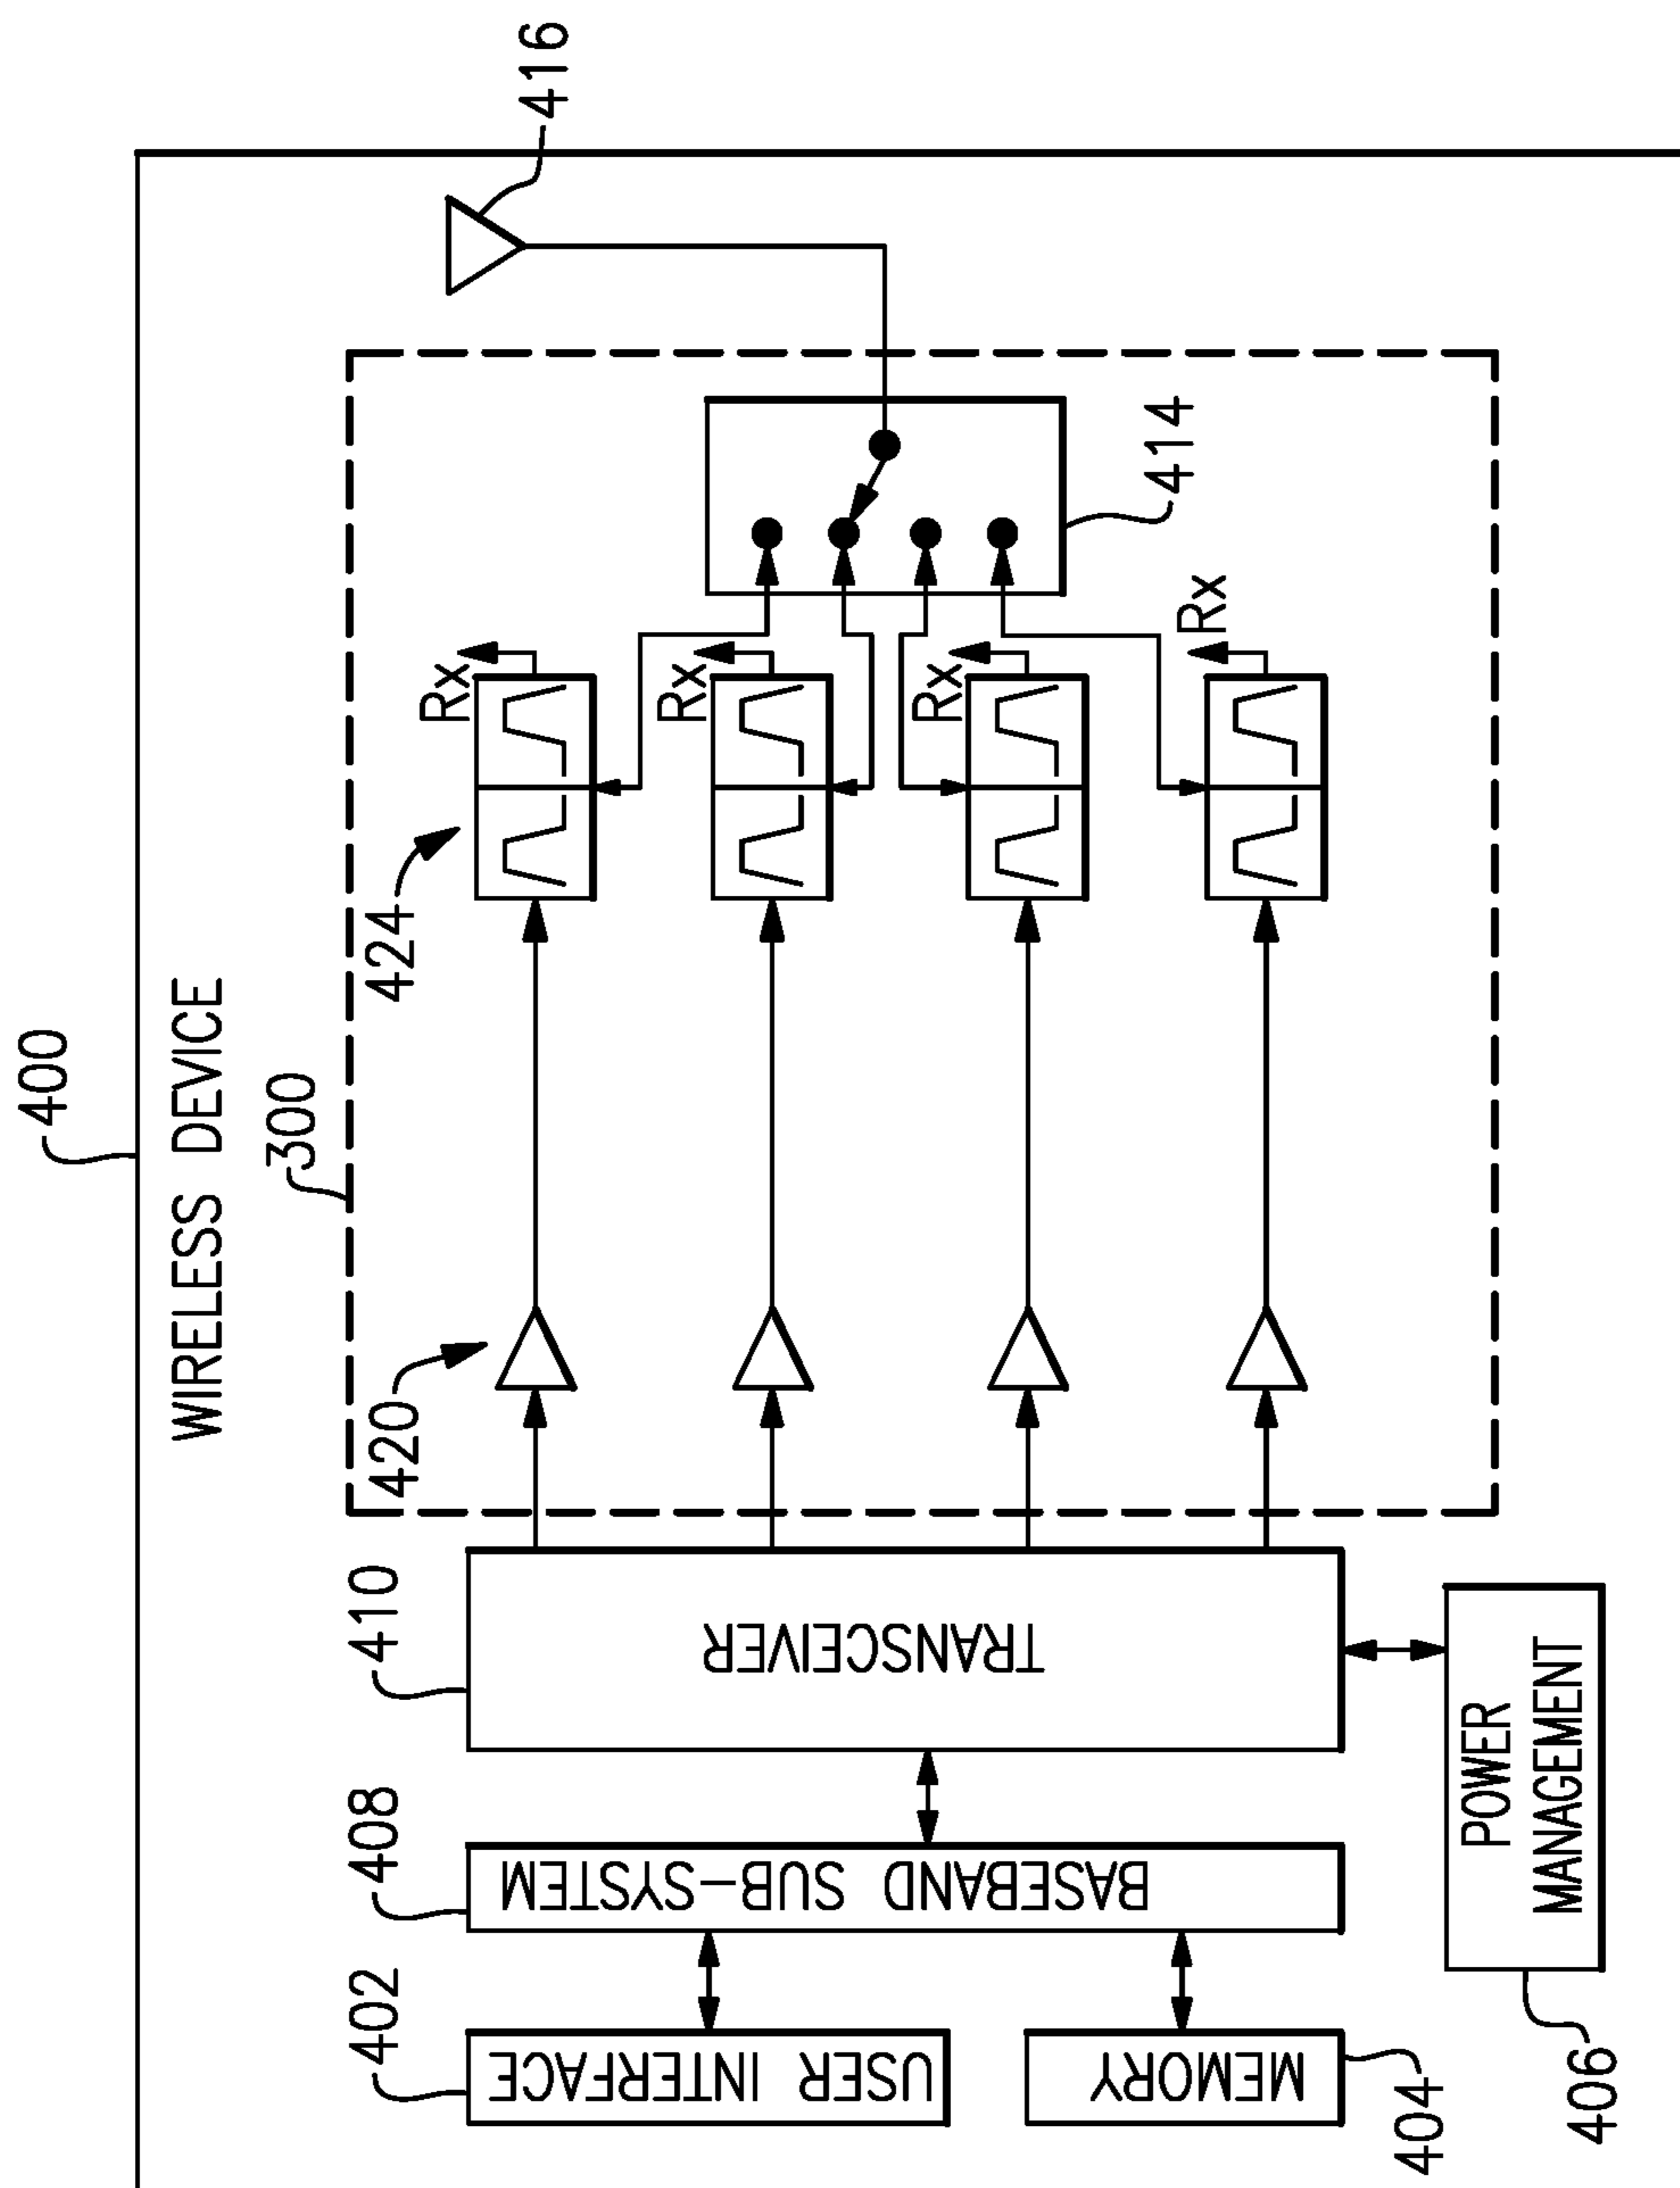 400
WIRELESS DEVICE
300
402
408
410
420
424
416
USER INTERFACE
BASEBAND SUB-SYSTEM
TRANSCEIVER
Rx
Rx
Rx
Rx
MEMORY
404
414
POWER
MANAGEMENT
406